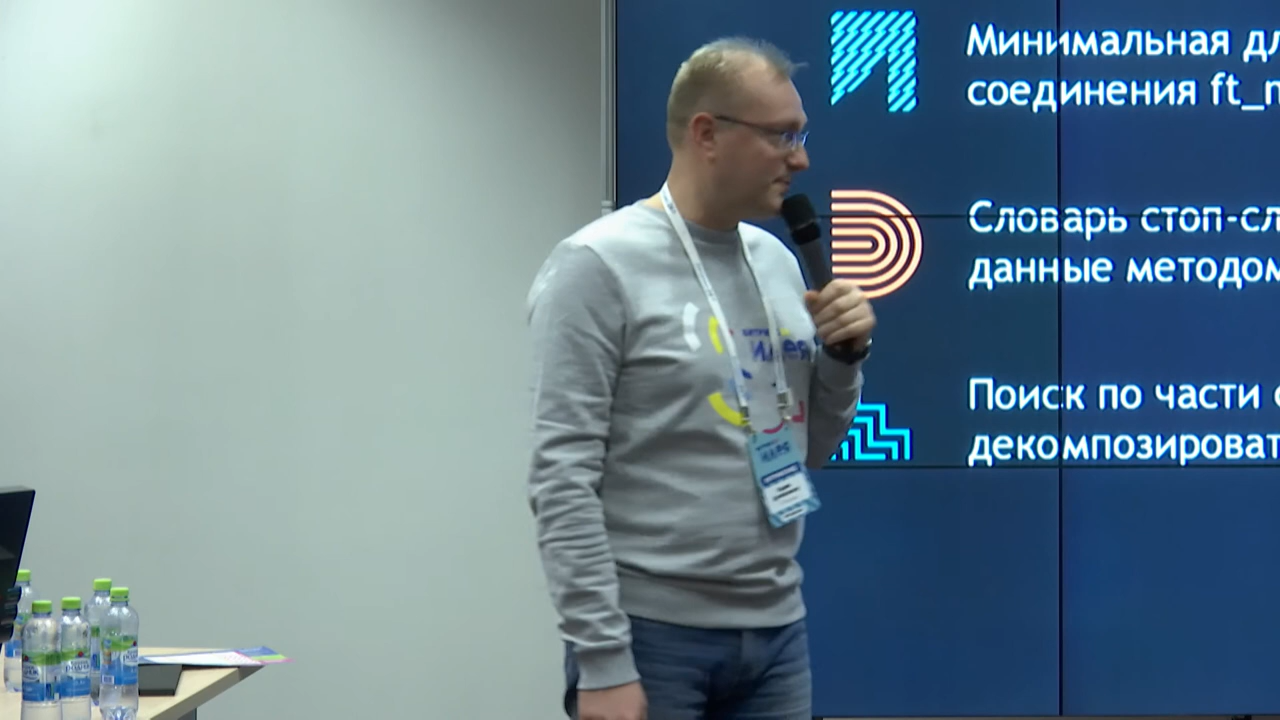 Минимальная дл
соединения ft_m
Словарь стоп-сл
данные методом
Поиск по части с
декомпозироват